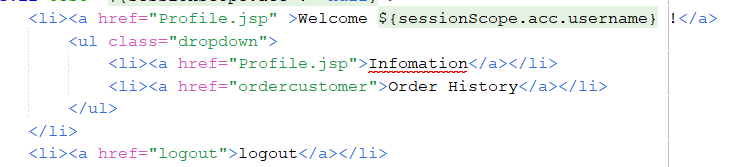 <li><a href="Profile.jsp" >Welcome ${sessionScope.acc.username} !</a>
<ul class="dropdown">
<li><a href="Profile.jsp">Infomation</a></li>
<li><a href="ordercustomer">Order History</a></li>
</ul>
</li>
<li><a href="logout">logout</a></li>